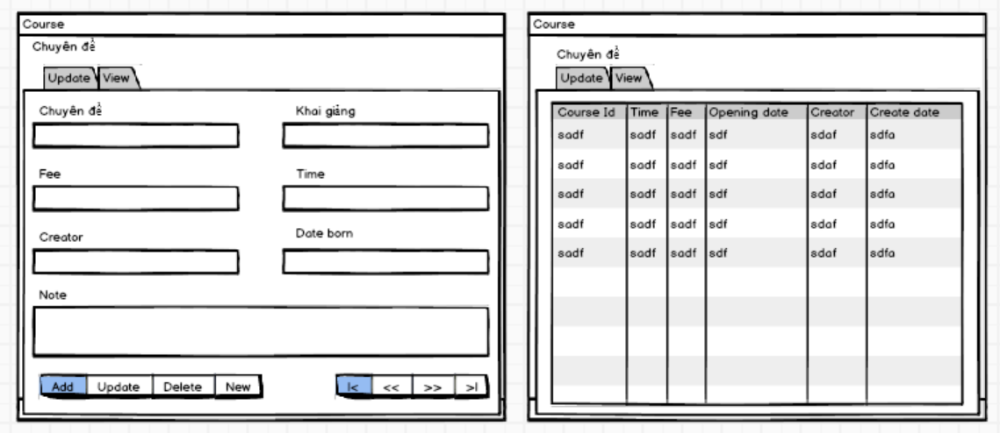 Course
Chuyên đề
Update View
Chuyên đề Khai giảng
Fee Time
Creator Date born
Note
Add Update Delete New |< << >> >|
Course
Chuyên đề
Update View
Course Id Time Fee Opening date Creator Create date
sadf sadf sadf sdf sdaf sdfa
sadf sadf sadf sdf sdaf sdfa
sadf sadf sadf sdf sdaf sdfa
sadf sadf sadf sdf sdaf sdfa
sadf sadf sadf sdf sdaf sdfa